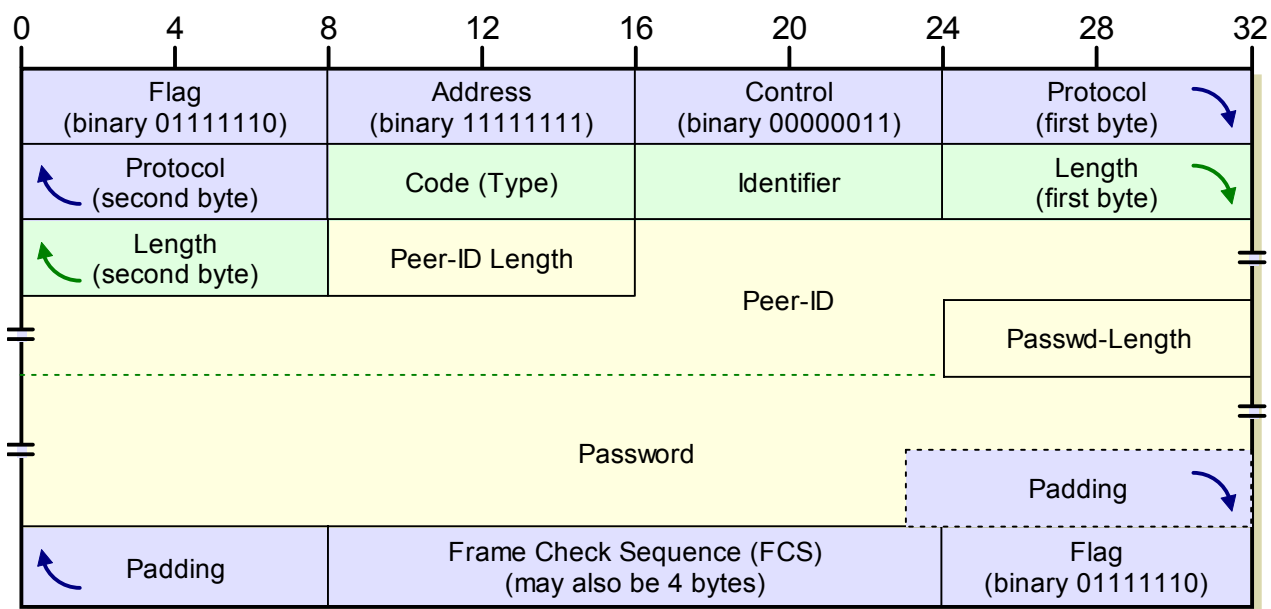 0 4 8 12 16 20 24 28 32
Flag
(binary 01111110)
Address
(binary 11111111)
Control
(binary 00000011)
Protocol
(first byte)
Protocol
(second byte)
Code (Type)
Identifier
Length
(first byte)
Length
(second byte)
Peer-ID Length
Peer-ID
Passwd-Length
Password
Padding
Padding
Frame Check Sequence (FCS)
(may also be 4 bytes)
Flag
(binary 01111110)